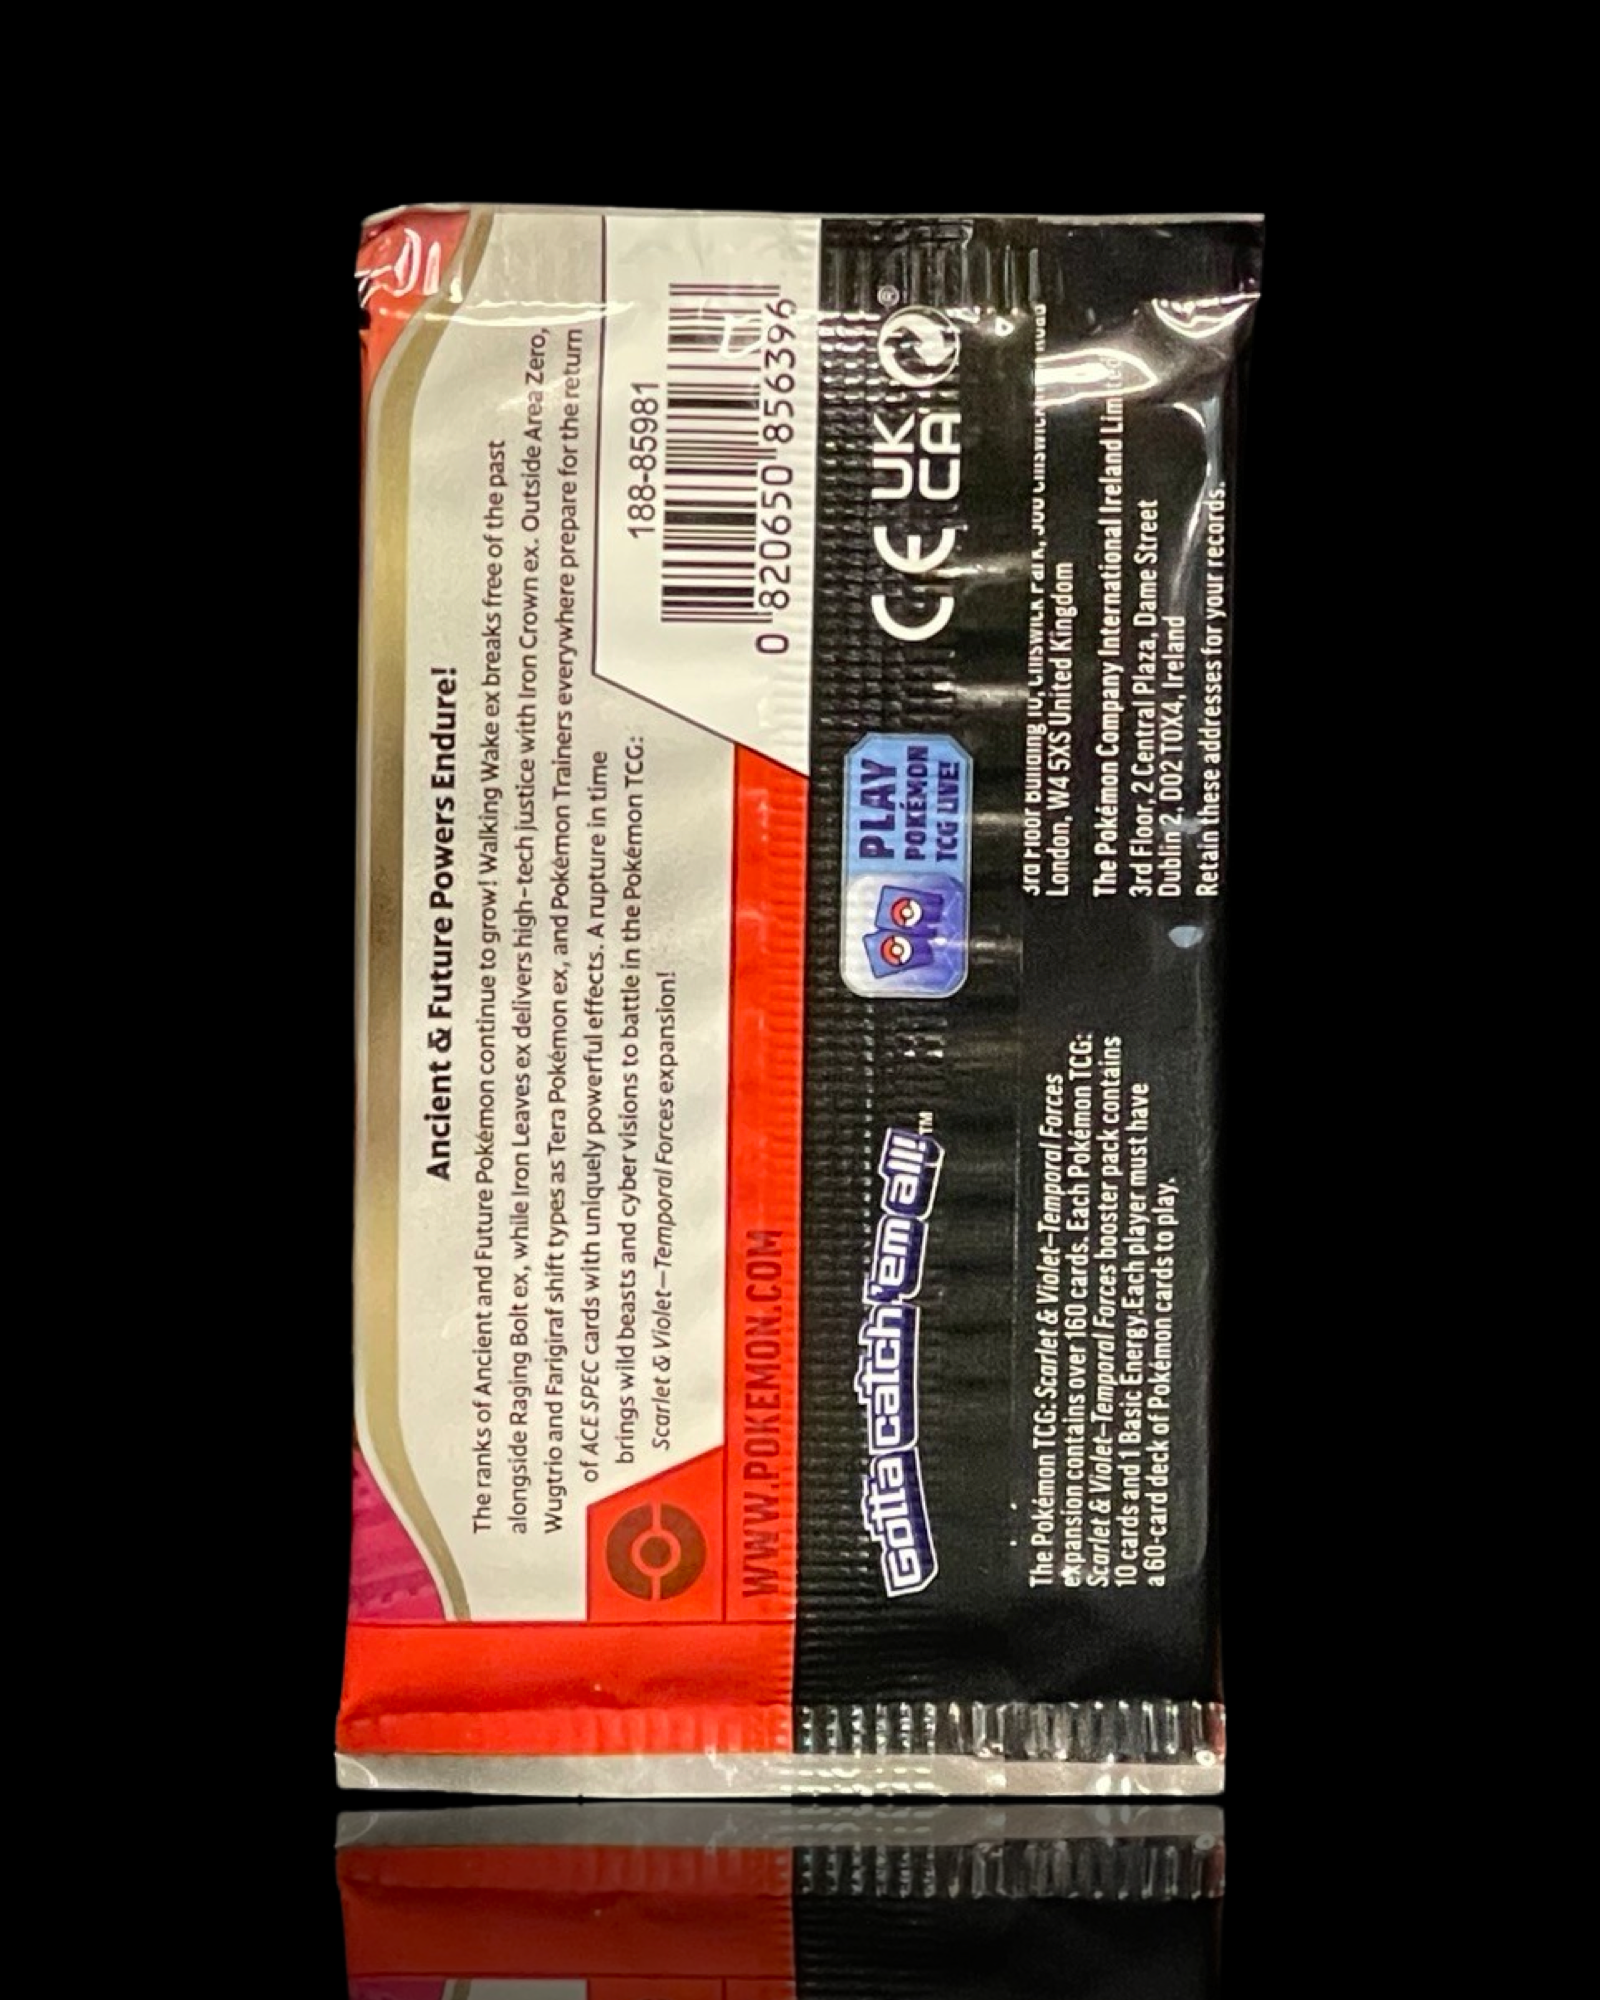 Ancient & Future Powers Endure!
The ranks of Ancient and Future Pokémon continue to grow! Walking Wake ex breaks free of the past
alongside Raging Bolt ex, while Iron Leaves ex delivers high-tech justice with Iron Crown ex. Outside Area Zero,
Wugtrio and Farigiraf shift types as Tera Pokémon ex, and Pokémon Trainers everywhere prepare for the return
of ACE SPEC cards with uniquely powerful effects. A rupture in time
brings wild beasts and cyber visions to battle in the Pokémon TCG:
Scarlet & Violet—Temporal Forces expansion!
188-85981
0 820650 856396
WWW.POKEMON.COM
Gotta catch 'em all!™
PLAY
POKÉMON
TCG LIVE!
CE
UK
CA
®
The Pokémon TCG: Scarlet & Violet—Temporal Forces
expansion contains over 160 cards. Each Pokémon TCG:
Scarlet & Violet—Temporal Forces booster pack contains
10 cards and 1 Basic Energy. Each player must have
a 60-card deck of Pokémon cards to play.
3rd Floor Building 10, Chiswick Park, Road
London, W4 5XS United Kingdom
The Pokémon Company International Ireland Limited
3rd Floor, 2 Central Plaza, Dame Street
Dublin 2, D02 T0X4, Ireland
Retain these addresses for your records.